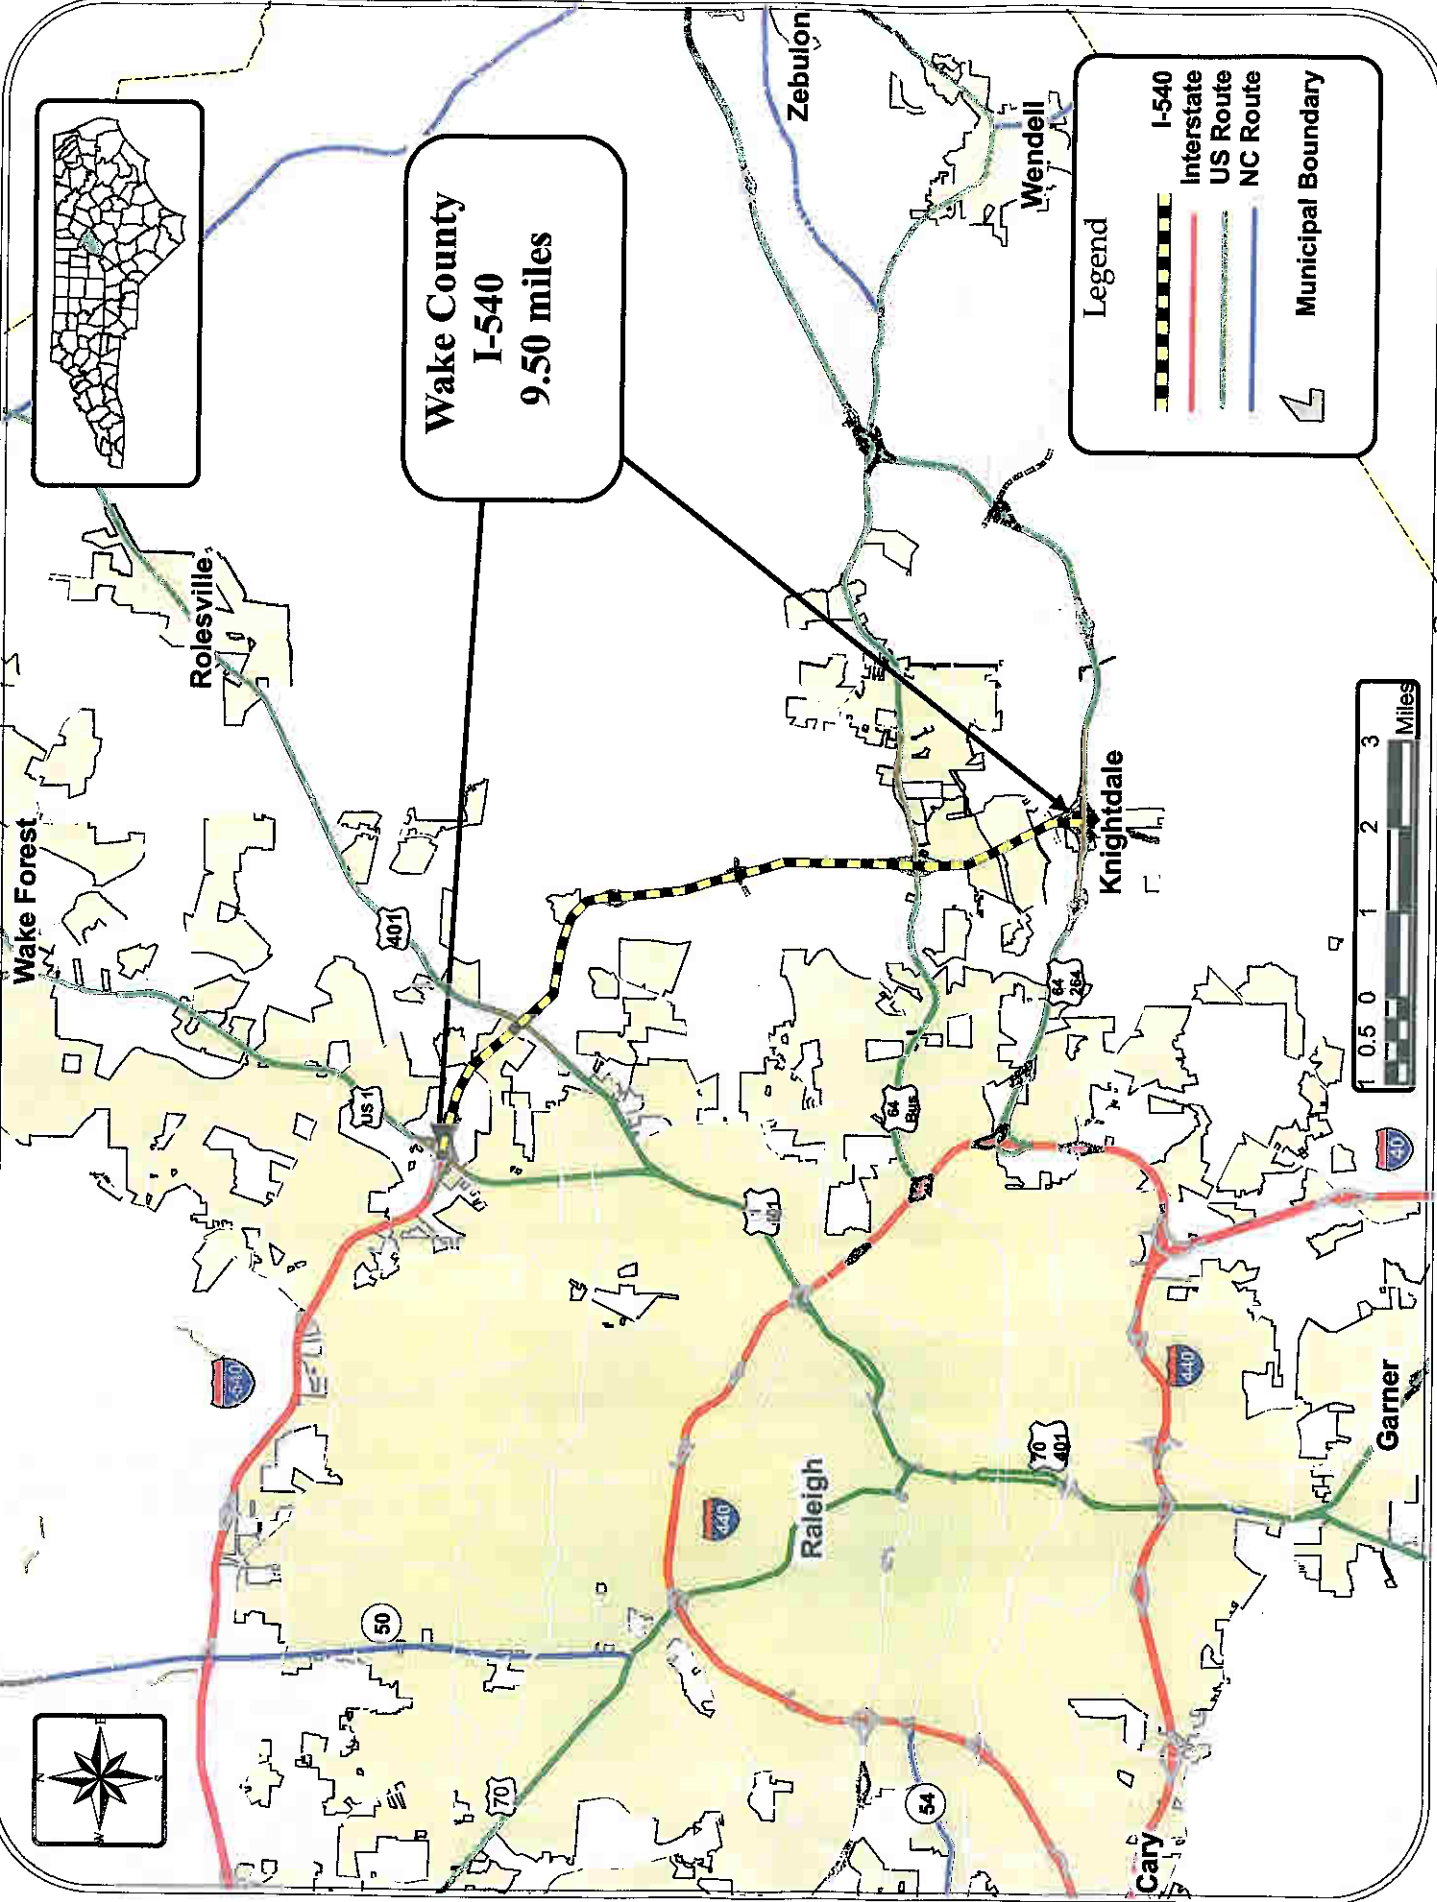 N
W
E
S
Wake Forest
Rolesville
Zebulon
Wendell
Knightdale
Raleigh
Garner
Cary
Wake County
I-540
9.50 miles
US 1
401
540
50
70
440
64
Bus
64
264
70
401
440
40
54
Legend
I-540
Interstate
US Route
NC Route
Municipal Boundary
1 0.5 0 1 2 3
Miles